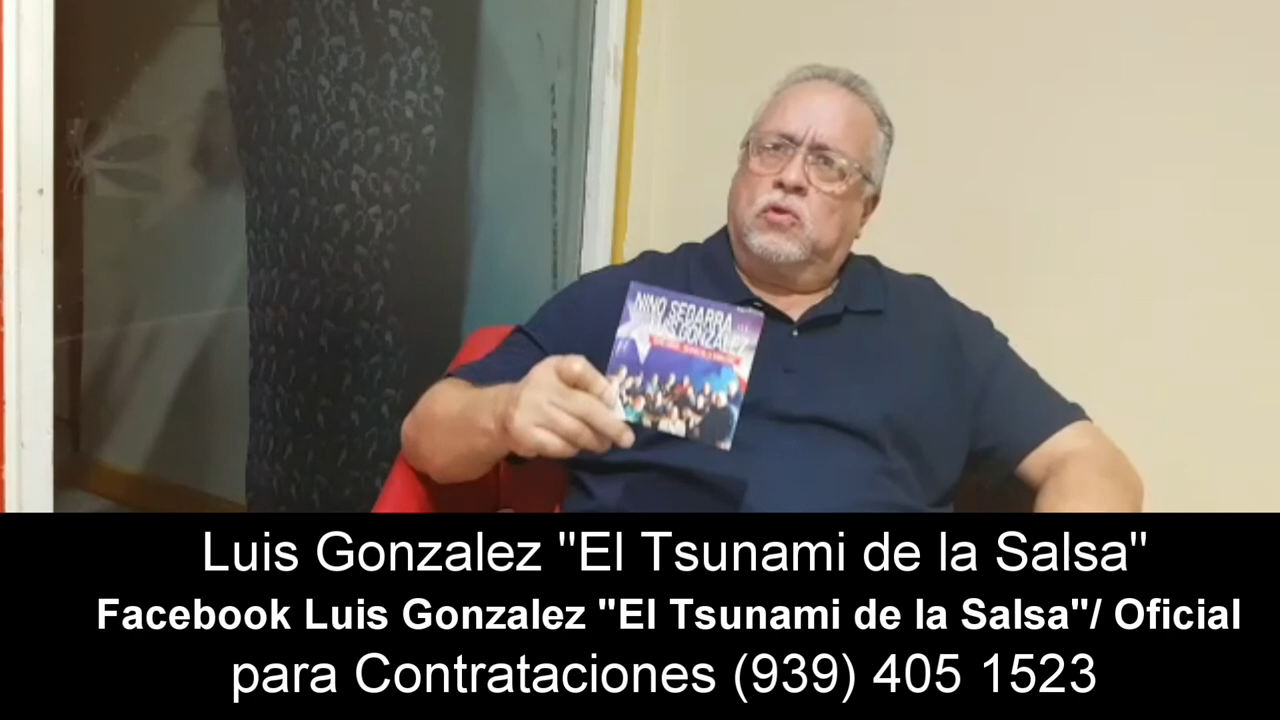 NINO SEGARRA
LUIS GONZALEZ
Luis Gonzalez "El Tsunami de la Salsa"
Facebook Luis Gonzalez "El Tsunami de la Salsa"/ Oficial
para Contrataciones (939) 405 1523